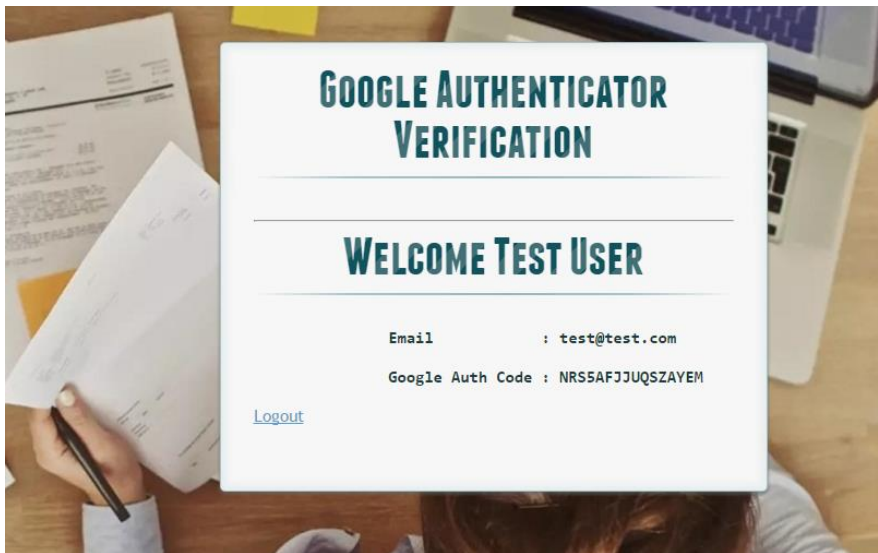 GOOGLE AUTHENTICATOR
VERIFICATION
WELCOME TEST USER
Email : test@test.com
Google Auth Code : NRS5AFJJUQSZAYEM
Logout